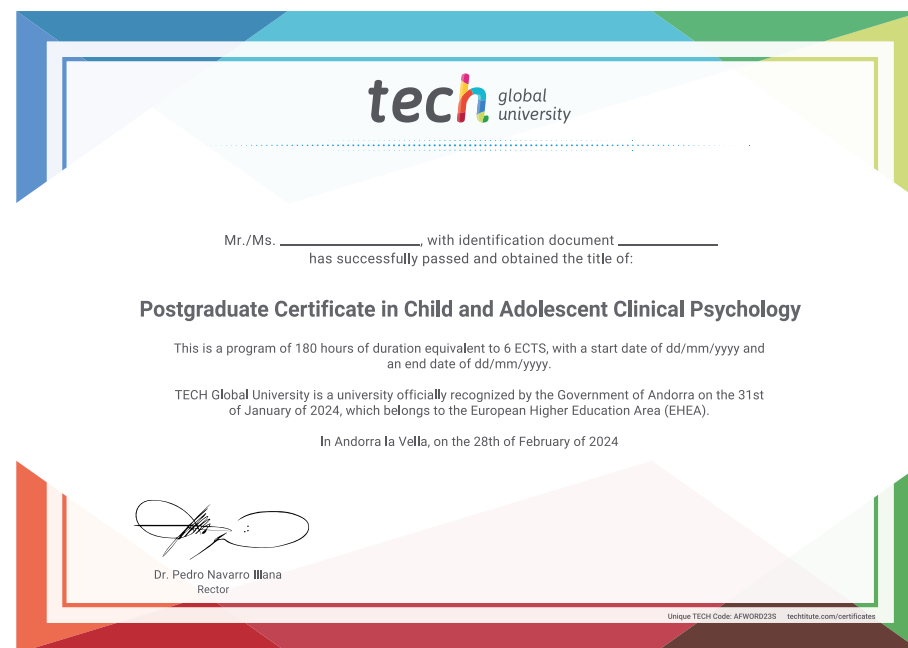 tech global university
Mr./Ms. ____________________, with identification document ______________
has successfully passed and obtained the title of:
Postgraduate Certificate in Child and Adolescent Clinical Psychology
This is a program of 180 hours of duration equivalent to 6 ECTS, with a start date of dd/mm/yyyy and
an end date of dd/mm/yyyy.
TECH Global University is a university officially recognized by the Government of Andorra on the 31st
of January of 2024, which belongs to the European Higher Education Area (EHEA).
In Andorra la Vella, on the 28th of February of 2024
Dr. Pedro Navarro Illana
Rector
Unique TECH Code: AFWORD23S techtitute.com/certificates